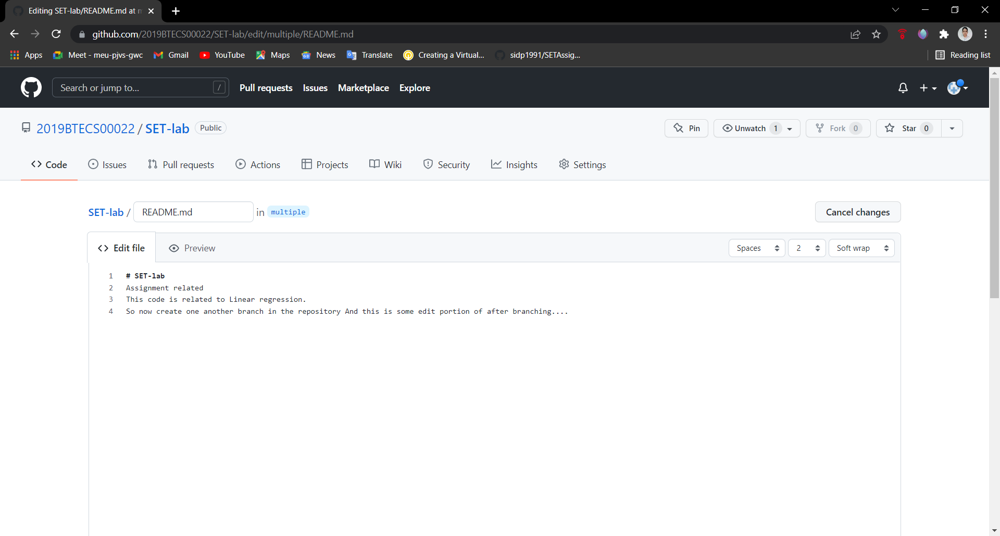 Editing SET-lab/README.md at m
github.com/2019BTECS00022/SET-lab/edit/multiple/README.md
Apps Meet - meu-pjvs-gwc Gmail YouTube Maps News Translate Creating a Virtual... sidp1991/SETAssig... Reading list
Search or jump to... / Pull requests Issues Marketplace Explore
2019BTECS00022 / SET-lab Public Pin Unwatch 1 Fork 0 Star 0
Code Issues Pull requests Actions Projects Wiki Security Insights Settings
SET-lab / README.md in multiple Cancel changes
Edit file Preview Spaces 2 Soft wrap
1 # SET-lab
2 Assignment related
3 This code is related to Linear regression.
4 So now create one another branch in the repository And this is some edit portion of after branching....